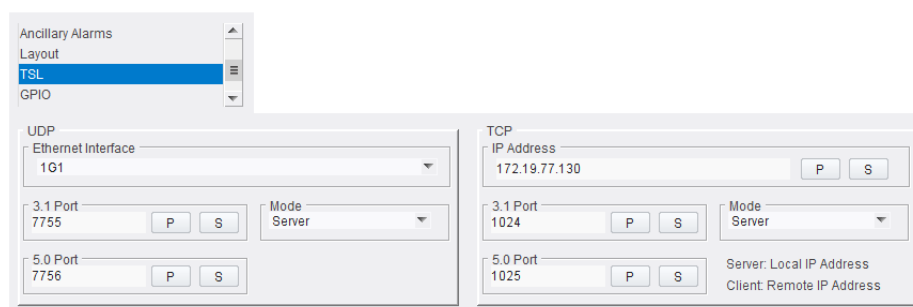 Ancillary Alarms
Layout
TSL
GPIO
UDP
Ethernet Interface
1G1
3.1 Port
7755 P S
Mode
Server
5.0 Port
7756 P S
TCP
IP Address
172.19.77.130 P S
3.1 Port
1024 P S
Mode
Server
5.0 Port
1025 P S
Server: Local IP Address
Client: Remote IP Address